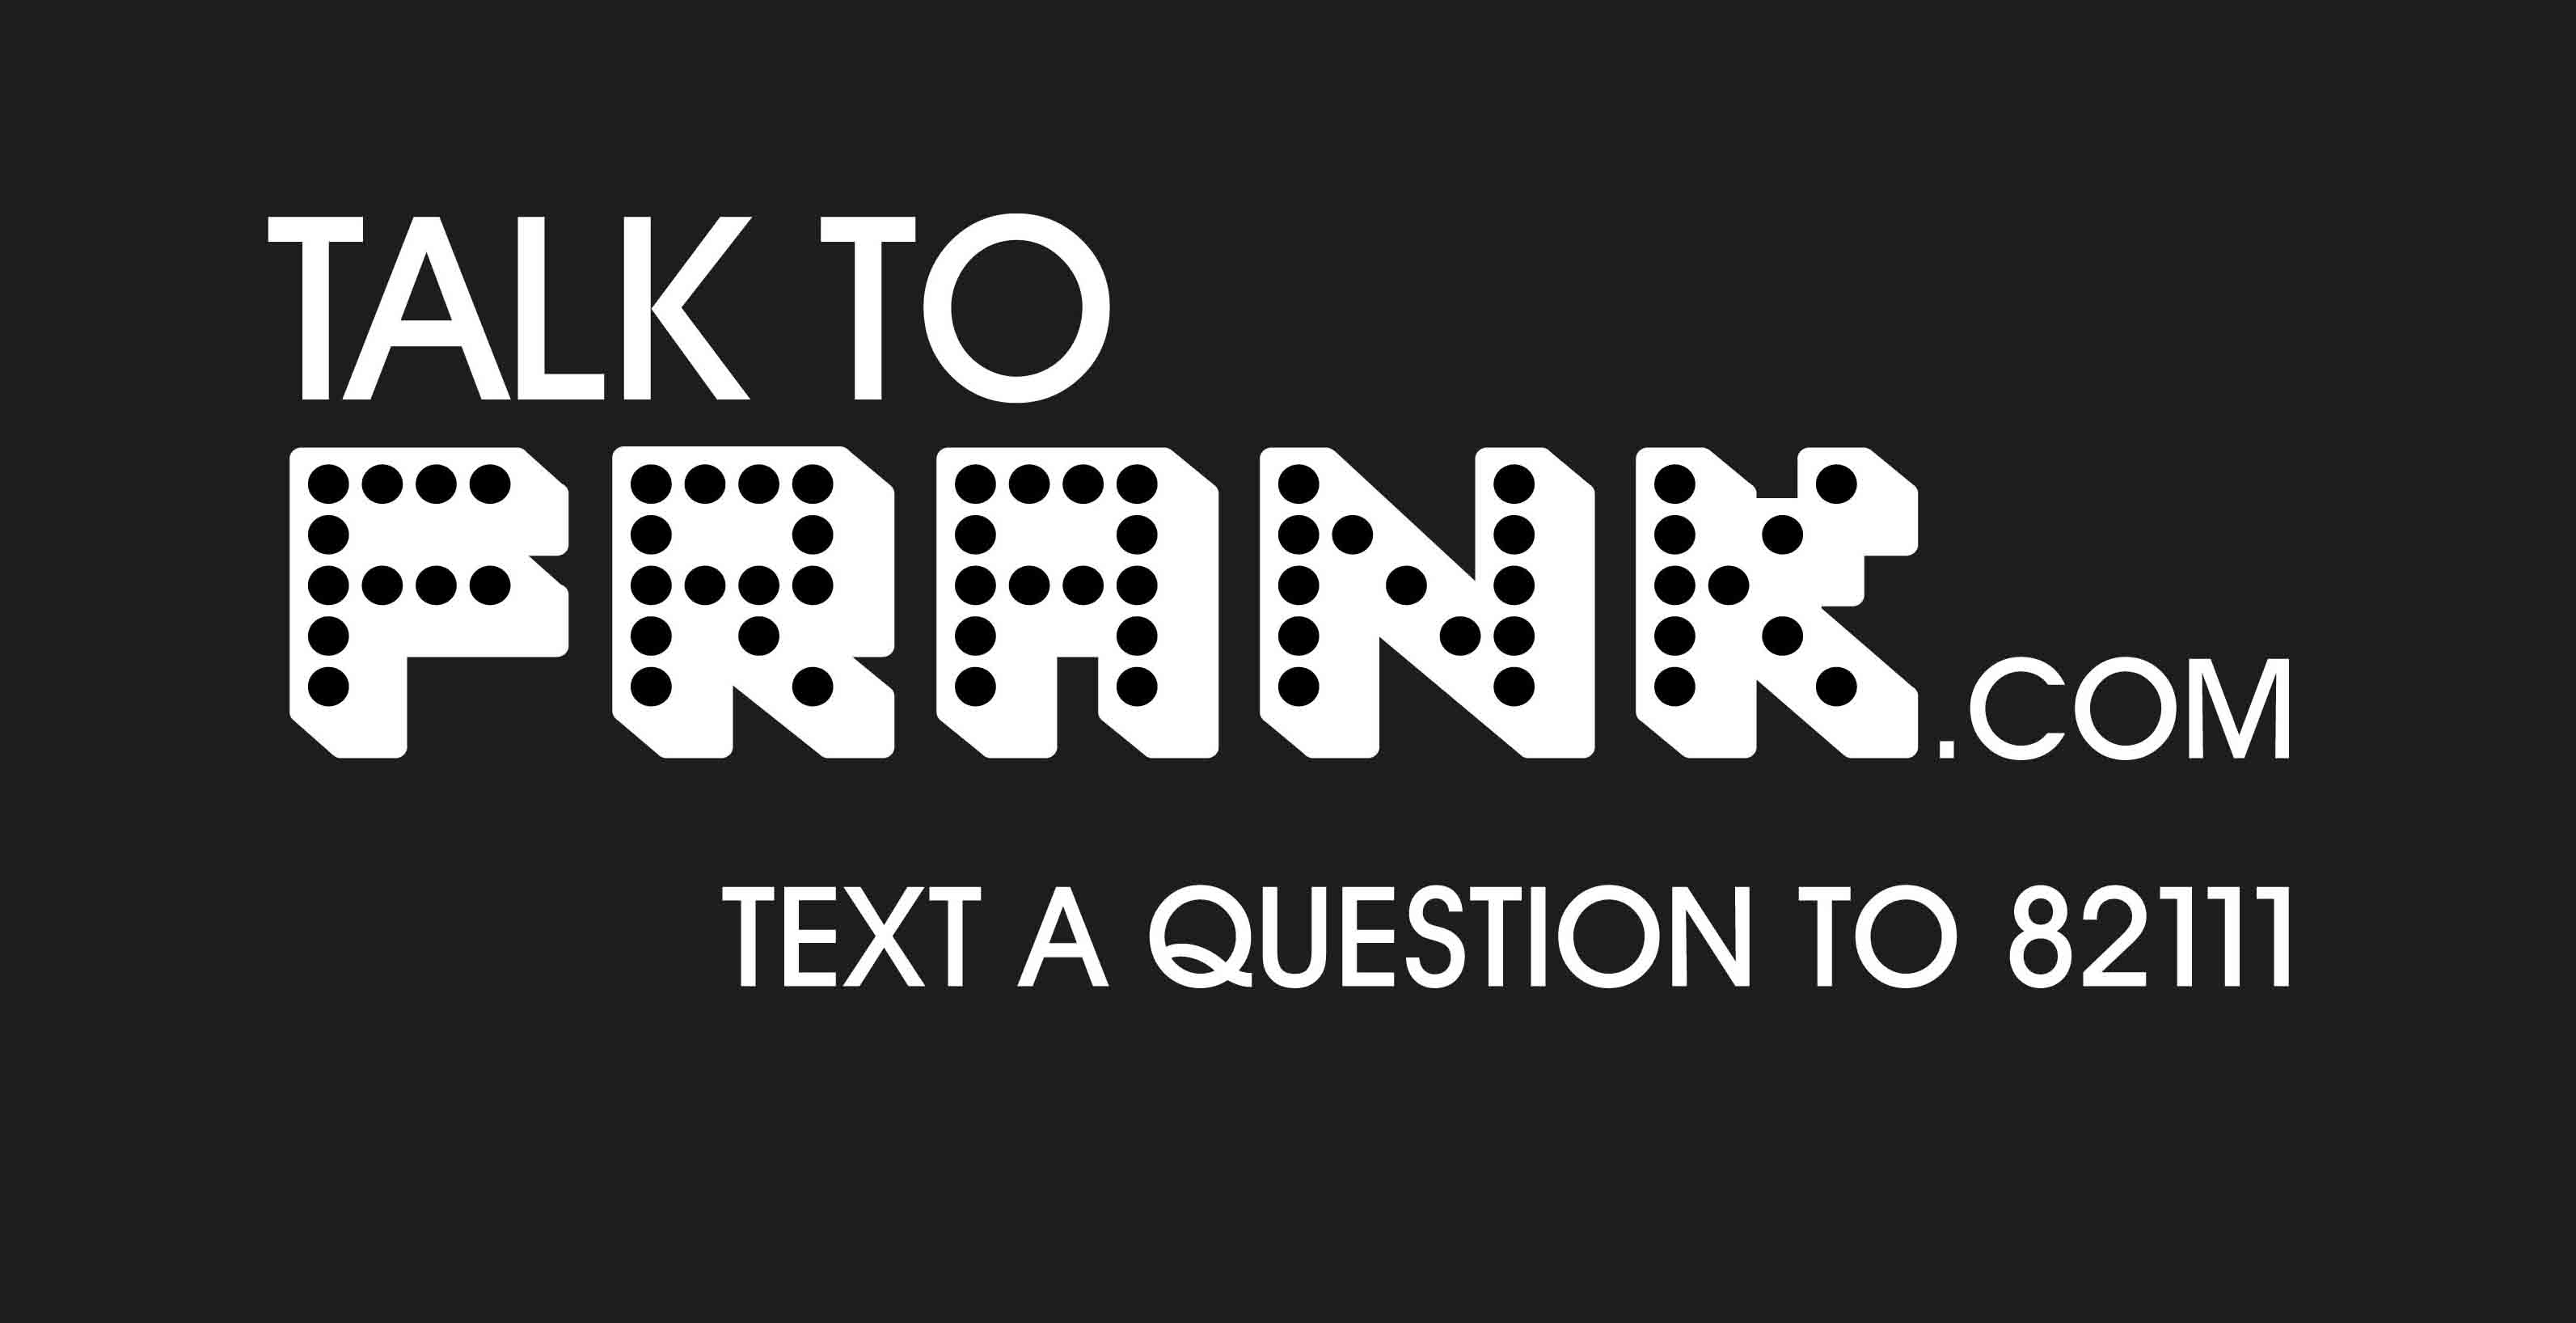 TALK TO
FRANK.COM
TEXT A QUESTION TO 82111